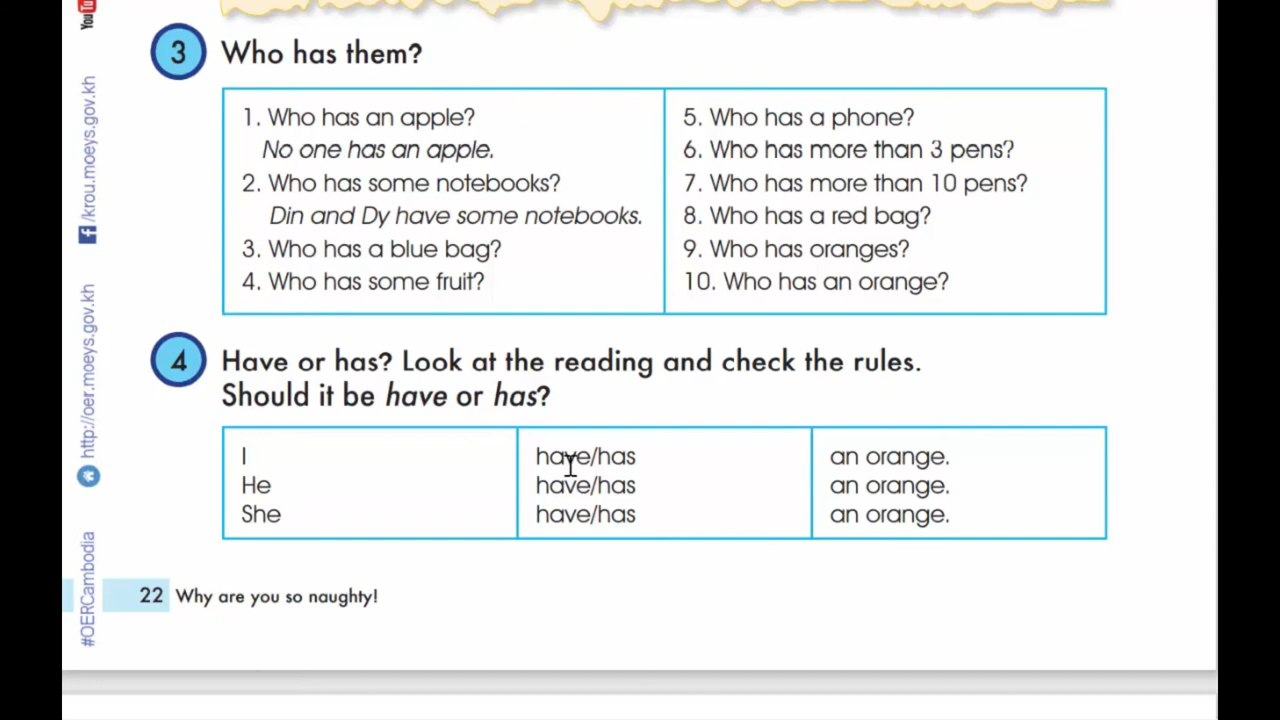 3 Who has them?
1. Who has an apple?
No one has an apple.
2. Who has some notebooks?
Din and Dy have some notebooks.
3. Who has a blue bag?
4. Who has some fruit?
5. Who has a phone?
6. Who has more than 3 pens?
7. Who has more than 10 pens?
8. Who has a red bag?
9. Who has oranges?
10. Who has an orange?
4 Have or has? Look at the reading and check the rules.
Should it be have or has?
I have/has an orange.
He have/has an orange.
She have/has an orange.
22 Why are you so naughty!
#OERCambodia http://oer.moeys.gov.kh /krou.moeys.gov.kh